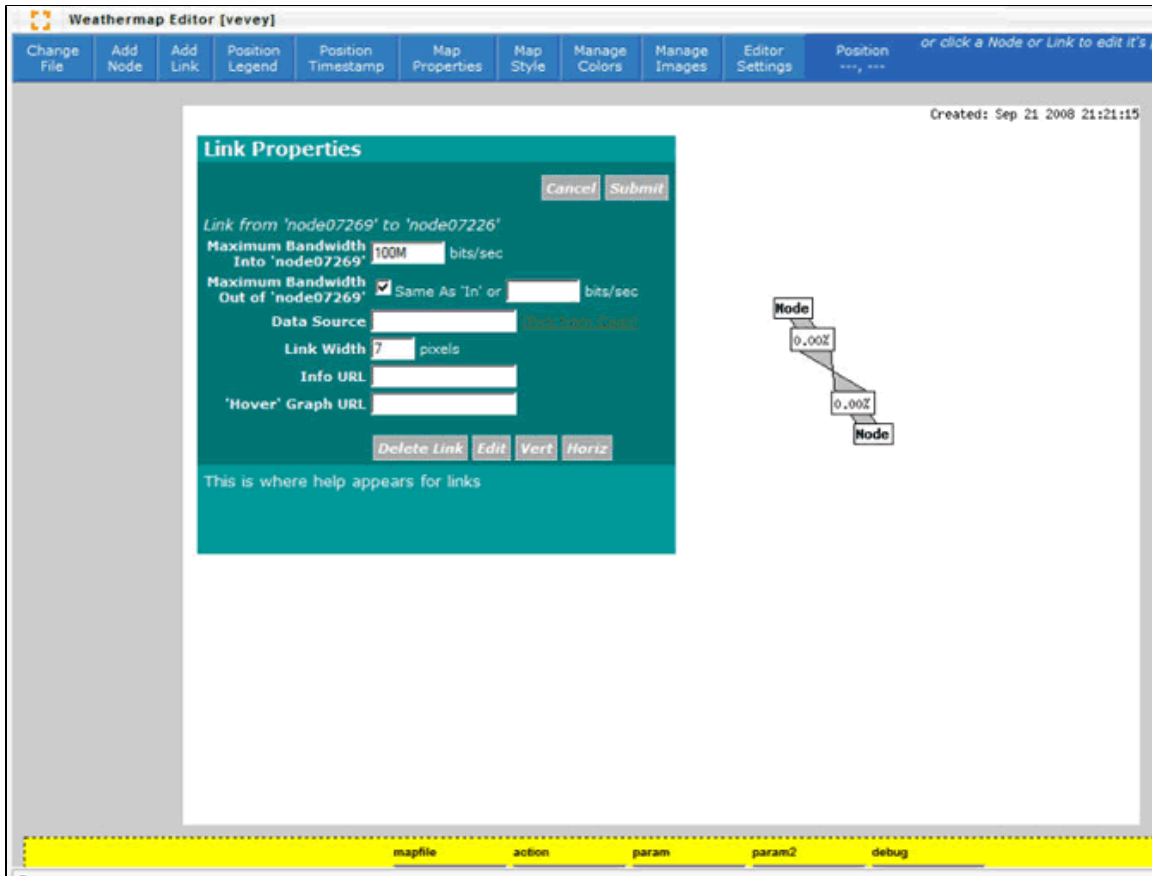 Weathermap Editor [vevey]
Change File
Add Node
Add Link
Position Legend
Position Timestamp
Map Properties
Map Style
Manage Colors
Manage Images
Editor Settings
Position ---, ---
or click a Node or Link to edit it's
Created: Sep 21 2008 21:21:15
Link Properties
Cancel Submit
Link from 'node07269' to 'node07226'
Maximum Bandwidth
Into 'node07269' 100M bits/sec
Maximum Bandwidth
Out of 'node07269' Same As 'In' or bits/sec
Data Source
Link Width 7 pixels
Info URL
'Hover' Graph URL
Delete Link Edit Vert Horiz
This is where help appears for links
Node
0.00%
0.00%
Node
mapfile action param param2 debug